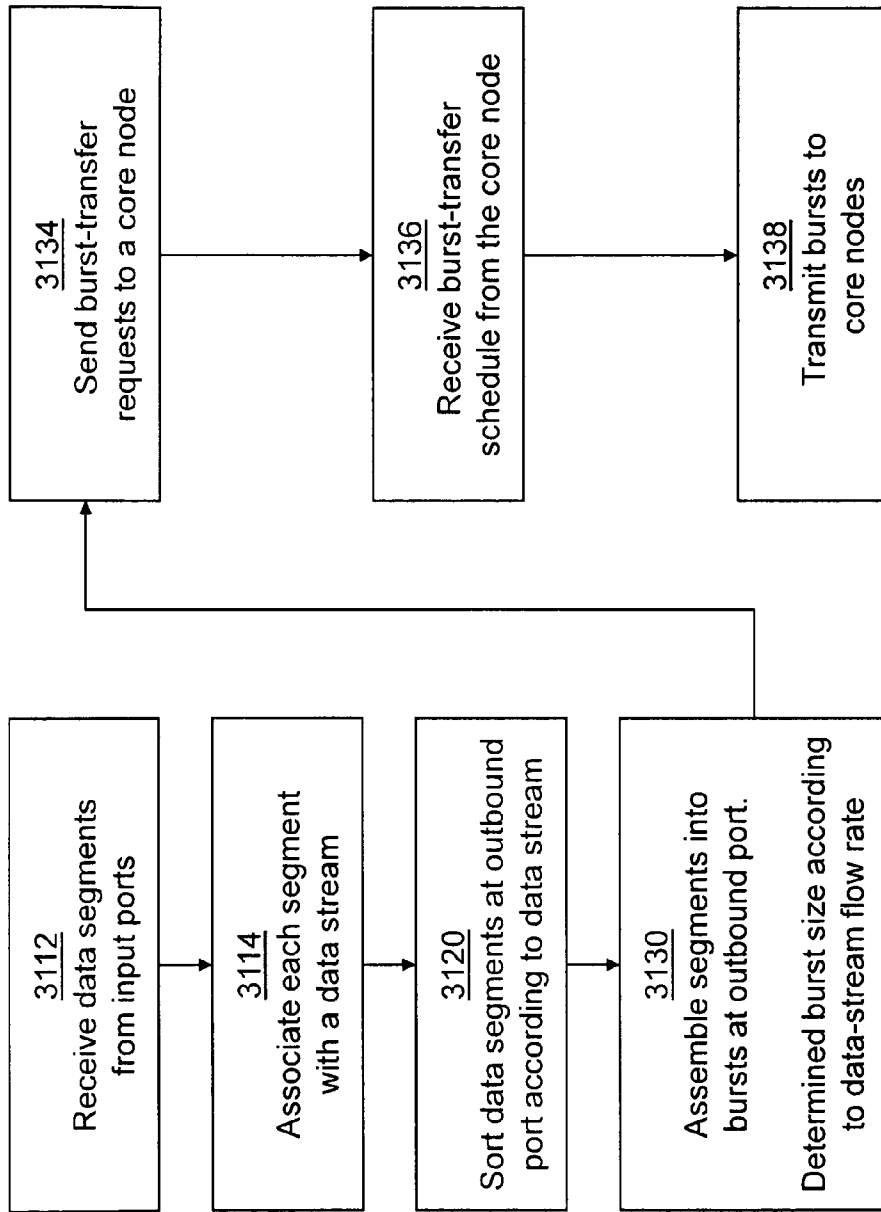 3112
Receive data segments
from input ports
3114
Associate each segment
with a data stream
3120
Sort data segments at outbound
port according to data stream
3130
Assemble segments into
bursts at outbound port.
Determined burst size according
to data-stream flow rate
3134
Send burst-transfer
requests to a core node
3136
Receive burst-transfer
schedule from the core node
3138
Transmit bursts to
core nodes